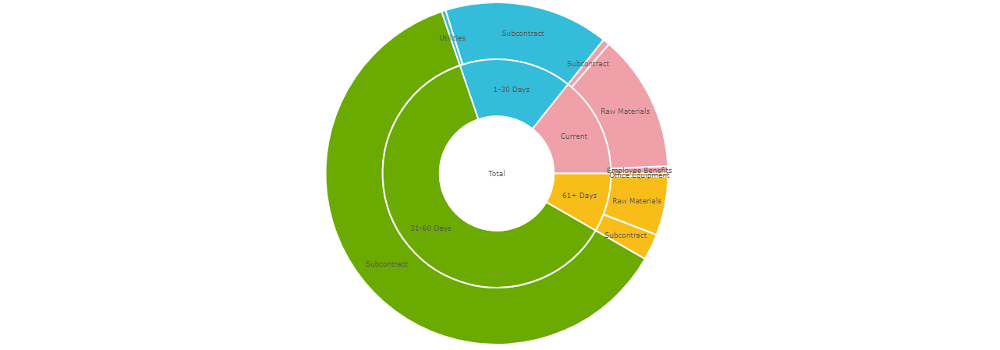 Subcontract
Utilities
Subcontract
1-30 Days
Raw Materials
Current
Employee Benefits
Total
Office Equipment
61+ Days
Raw Materials
31-60 Days
Subcontract
Subcontract